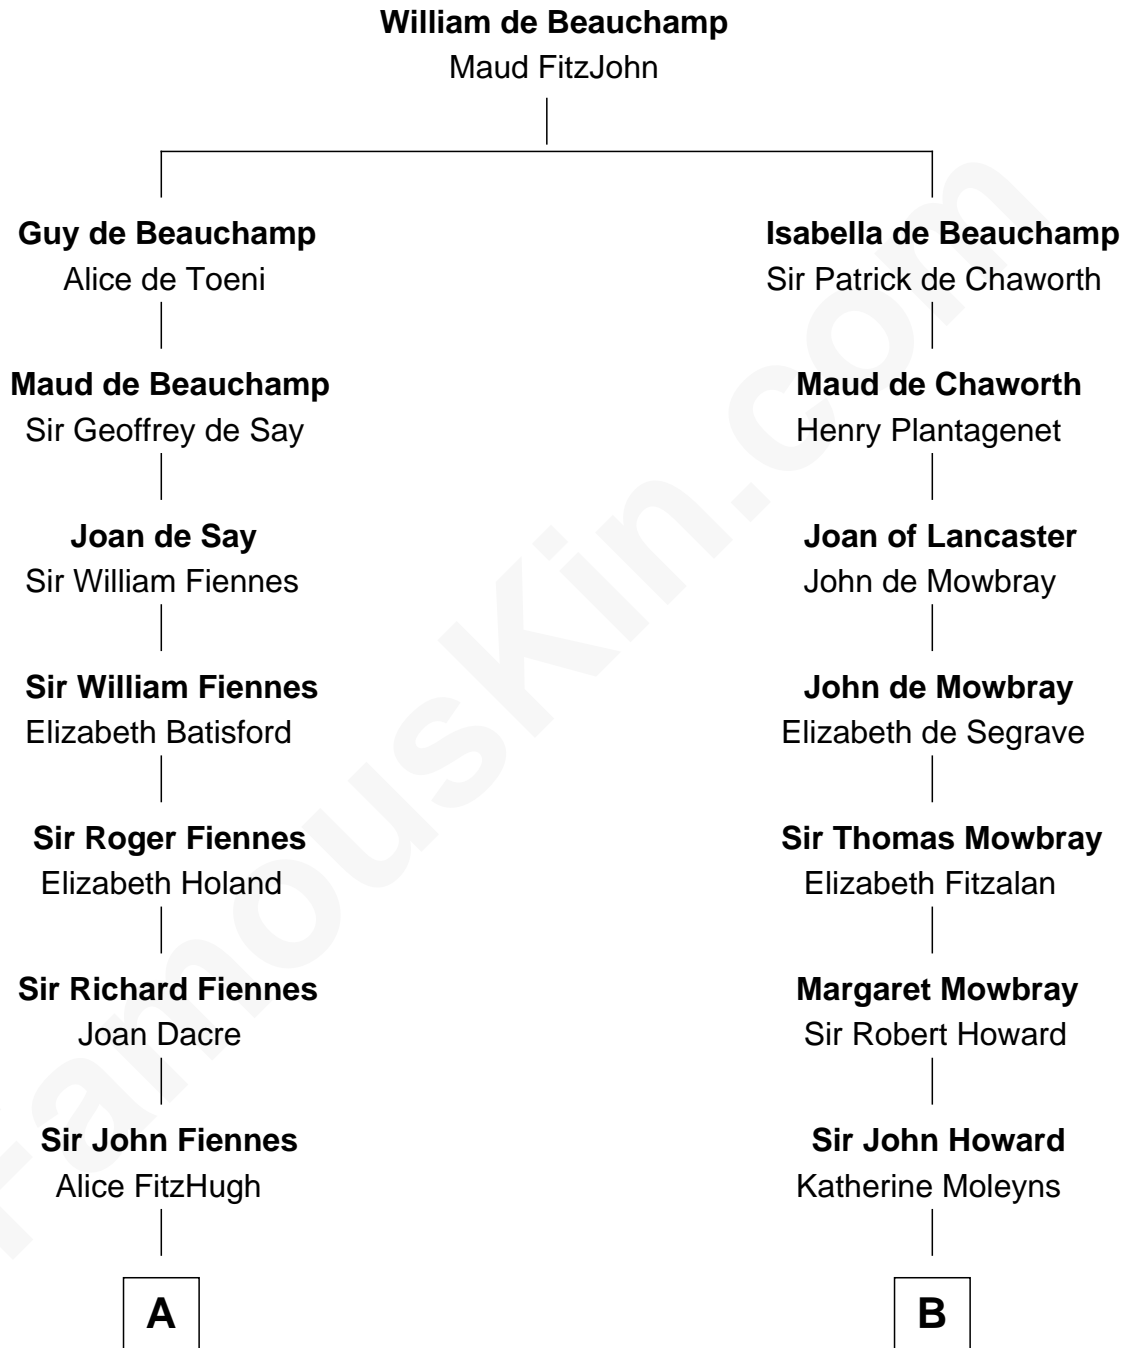 William de Beauchamp
Maud FitzJohn
Guy de Beauchamp
Alice de Toeni
Isabella de Beauchamp
Sir Patrick de Chaworth
Maud de Beauchamp
Sir Geoffrey de Say
Maud de Chaworth
Henry Plantagenet
Joan de Say
Sir William Fiennes
Joan of Lancaster
John de Mowbray
Sir William Fiennes
Elizabeth Batisford
John de Mowbray
Elizabeth de Segrave
Sir Roger Fiennes
Elizabeth Holand
Sir Thomas Mowbray
Elizabeth Fitzalan
Sir Richard Fiennes
Joan Dacre
Margaret Mowbray
Sir Robert Howard
Sir John Fiennes
Alice FitzHugh
Sir John Howard
Katherine Moleyns
A
B
FamousKin.com